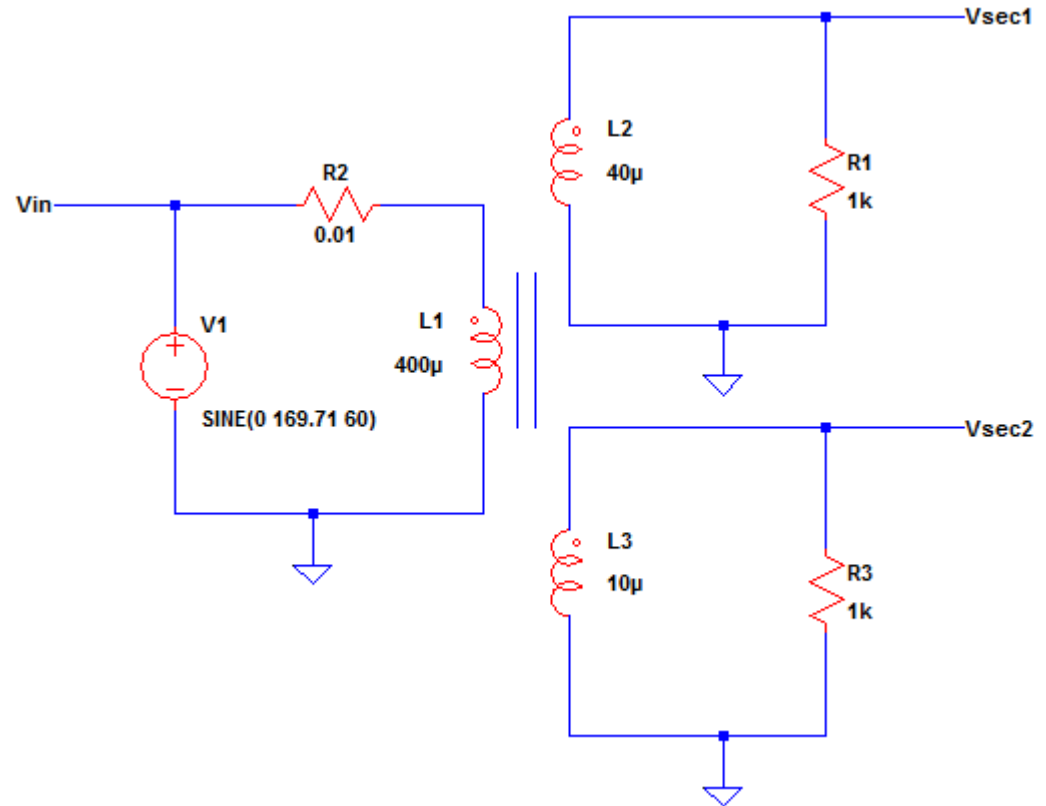 Vsec1
L2
40µ
R1
1k
R2
0.01
Vin
V1
SINE(0 169.71 60)
L1
400µ
Vsec2
L3
10µ
R3
1k